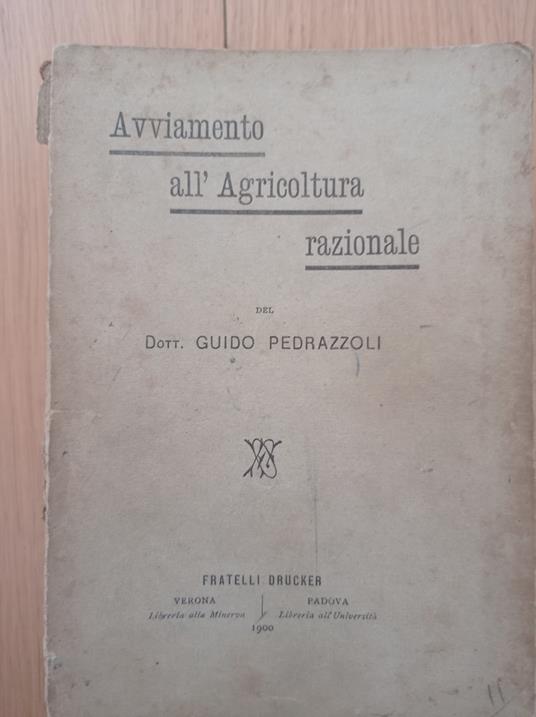 Avviamento
all' Agricoltura
razionale
DEL
DOTT. GUIDO PEDRAZZOLI
FRATELLI DRUCKER
VERONA PADOVA
Libreria alla Minerva Libreria all'Università
1900